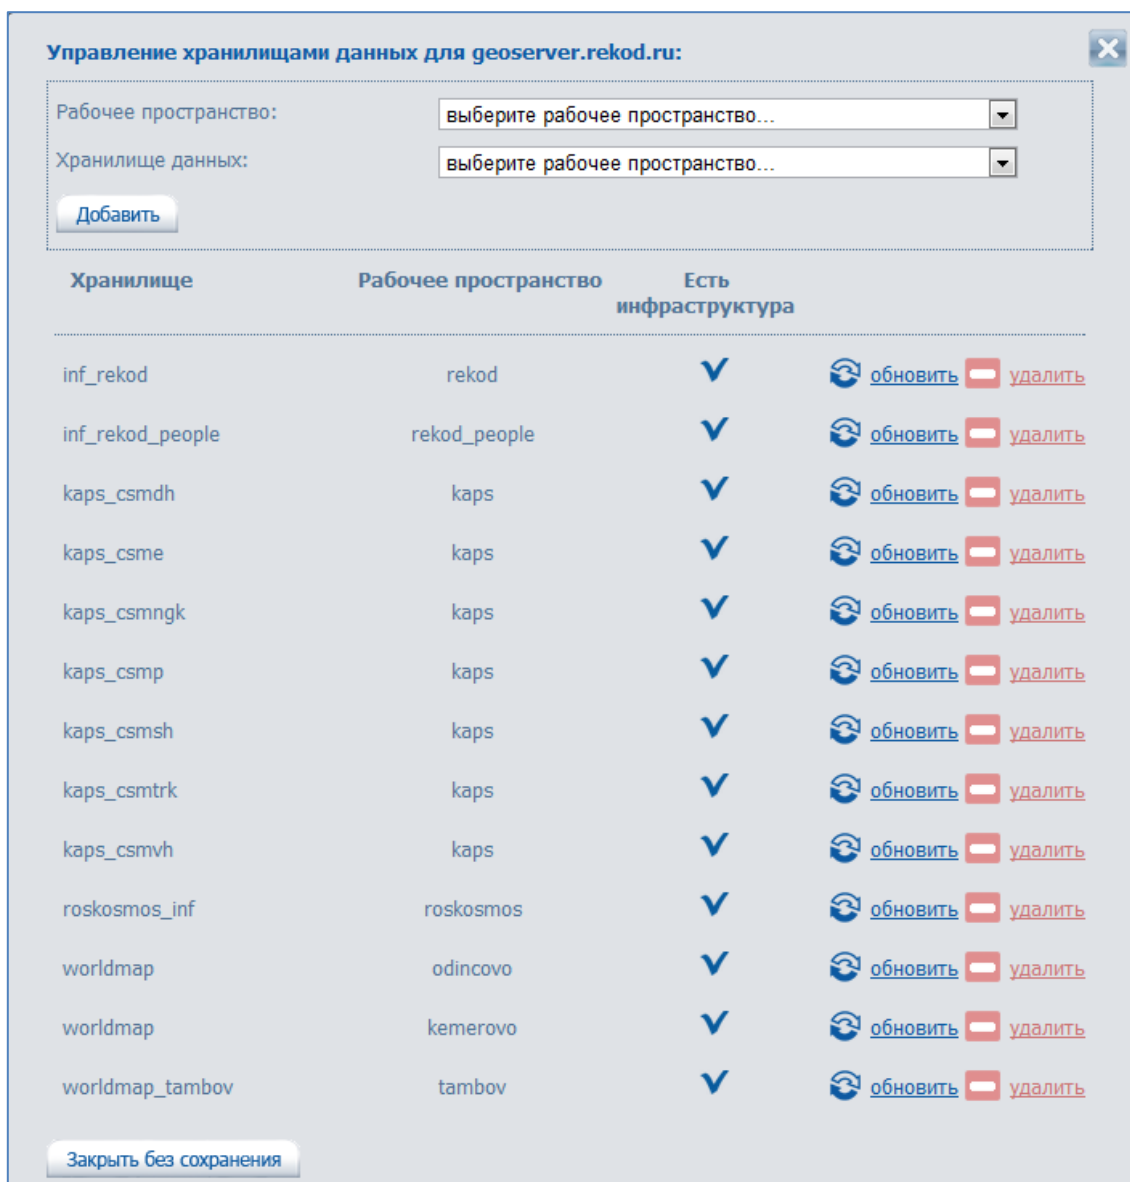 Управление хранилищами данных для geoserver.rekod.ru:
Рабочее пространство: выберите рабочее пространство...
Хранилище данных: выберите рабочее пространство...
Добавить
Хранилище Рабочее пространство Есть
инфраструктура
inf_rekod rekod обновить удалить
inf_rekod_people rekod_people обновить удалить
kaps_csmdh kaps обновить удалить
kaps_csme kaps обновить удалить
kaps_csmngk kaps обновить удалить
kaps_csmp kaps обновить удалить
kaps_csmsh kaps обновить удалить
kaps_csmtrk kaps обновить удалить
kaps_csmvh kaps обновить удалить
roskosmos_inf roskosmos обновить удалить
worldmap odincovo обновить удалить
worldmap kemerovo обновить удалить
worldmap_tambov tambov обновить удалить
Закрыть без сохранения